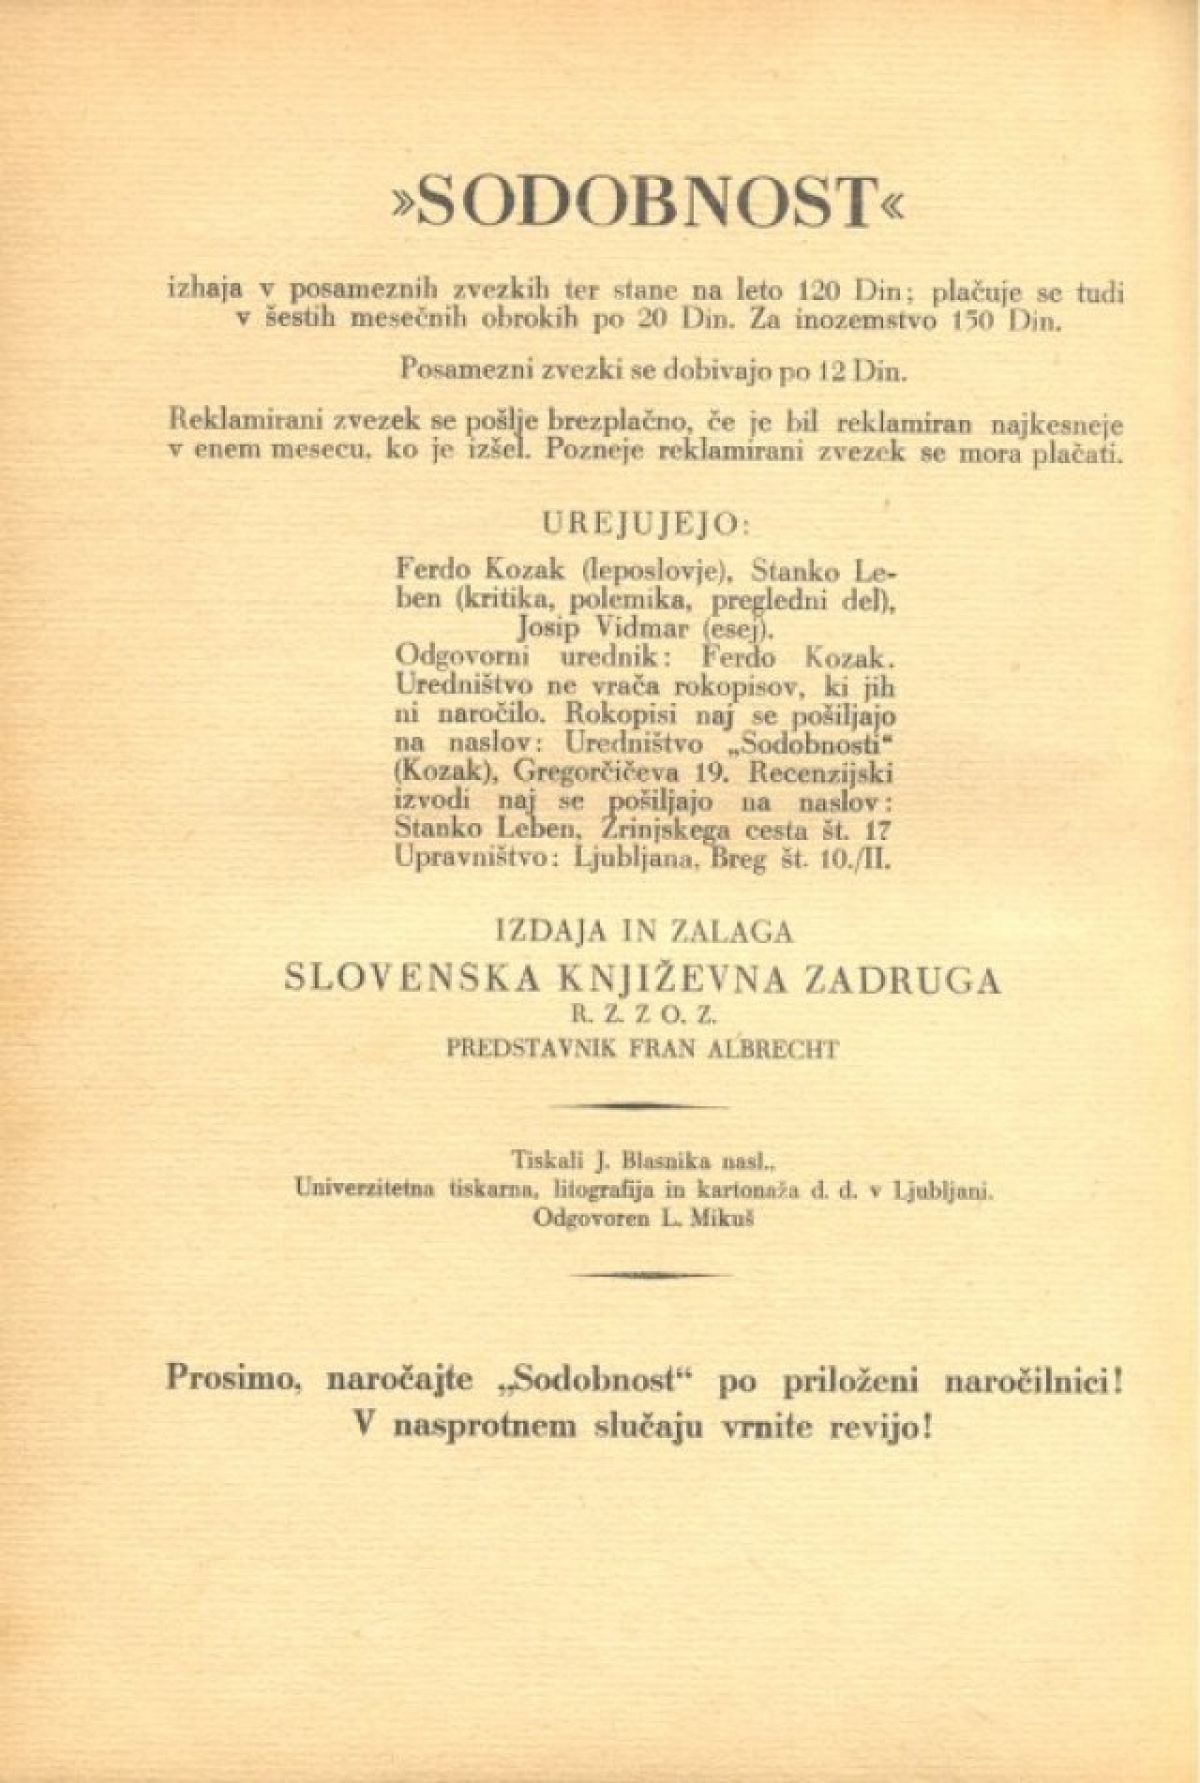 »SODOBNOST«
izhaja v posameznih zvezkih ter stane na leto 120 Din; plačuje se tudi
v šestih mesečnih obrokih po 20 Din. Za inozemstvo 150 Din.
Posamezni zvezki se dobivajo po 12 Din.
Reklamirani zvezek se pošlje brezplačno, če je bil reklamiran najkesneje
v enem mesecu, ko je izšel. Pozneje reklamirani zvezek se mora plačati.
UREJUJEJO:
Ferdo Kozak (leposlovje), Stanko Le-
ben (kritika, polemika, pregledni del),
Josip Vidmar (esej).
Odgovorni urednik: Ferdo Kozak.
Uredništvo ne vrača rokopisov, ki jih
ni naročilo. Rokopisi naj se pošiljajo
na naslov: Uredništvo „Sodobnosti“
(Kozak), Gregorčičeva 19. Recenzijski
izvodi naj se pošiljajo na naslov:
Stanko Leben, Zrinjskega cesta št. 17
Upravništvo: Ljubljana, Breg št. 10./II.
IZDAJA IN ZALAGA
SLOVENSKA KNJIŽEVNA ZADRUGA
R. Z. Z O. Z.
PREDSTAVNIK FRAN ALBRECHT
Tiskali J. Blasnika nasl.,
Univerzitetna tiskarna, litografija in kartonaža d. d. v Ljubljani.
Odgovoren L. Mikuš
Prosimo, naročajte „Sodobnost“ po priloženi naročilnici!
V nasprotnem slučaju vrnite revijo!